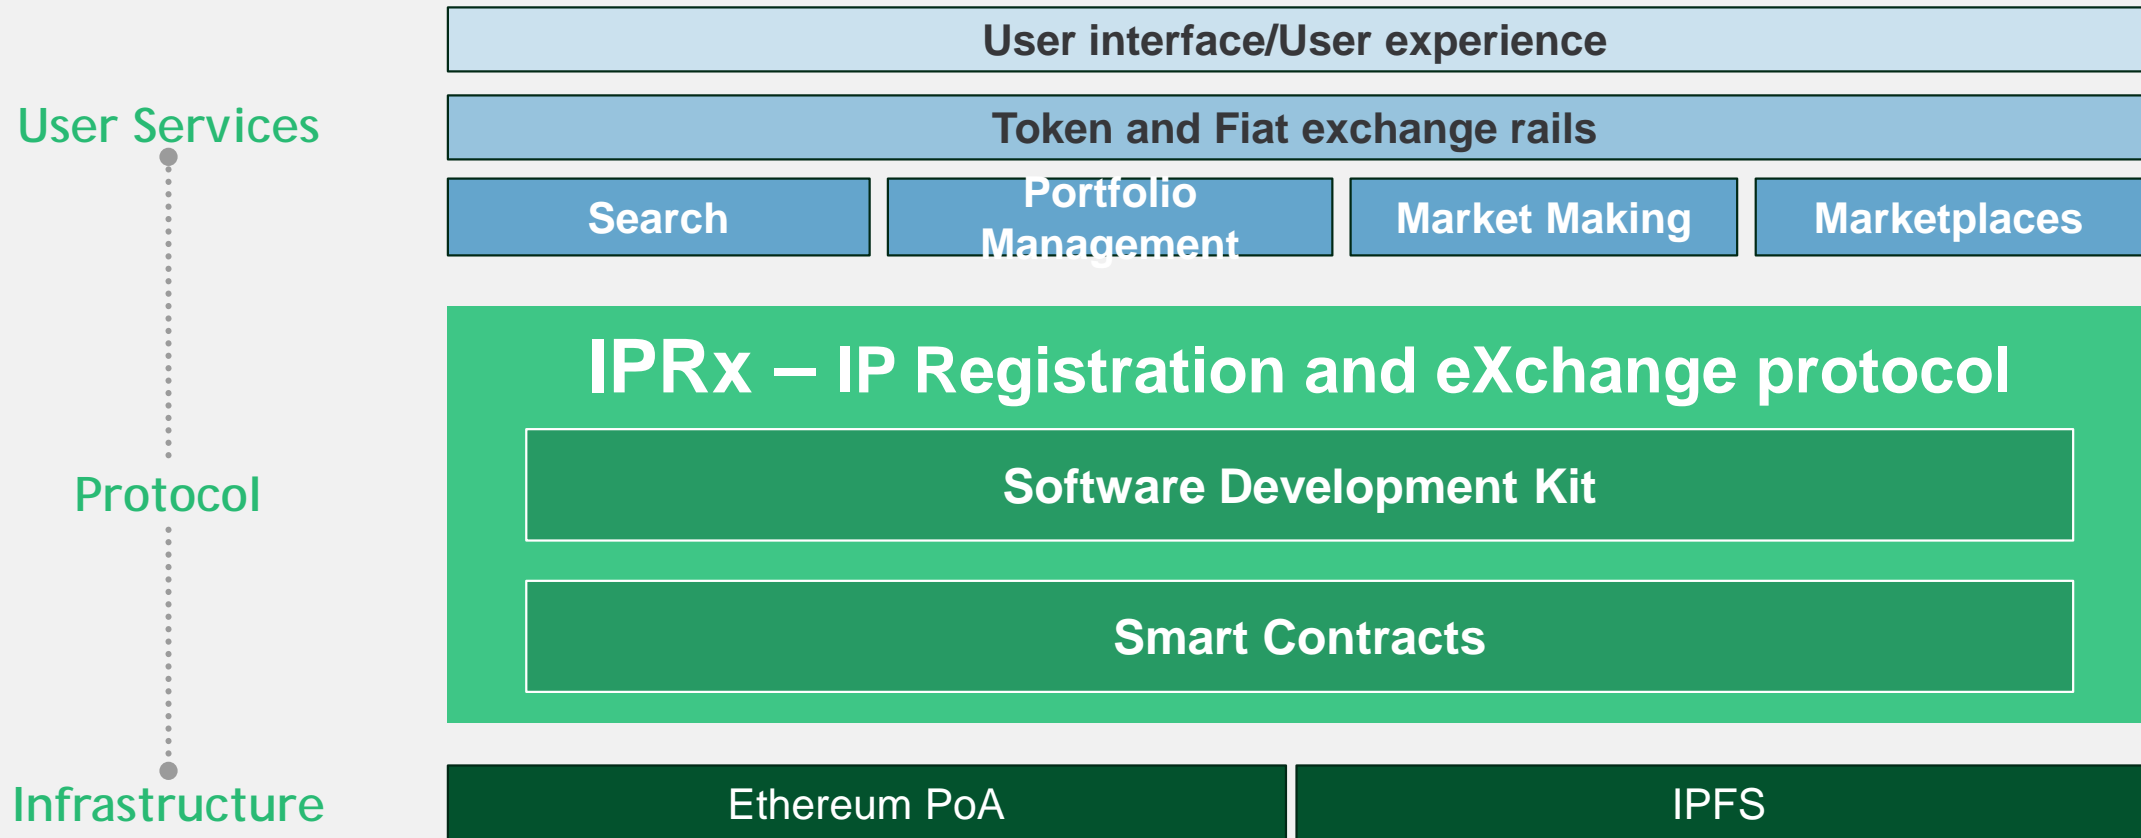 User interface/User experience
User Services
Token and Fiat exchange rails
Search
Portfolio
Management
Market Making
Marketplaces
IPRx – IP Registration and eXchange protocol
Protocol
Software Development Kit
Smart Contracts
Infrastructure
Ethereum PoA
IPFS